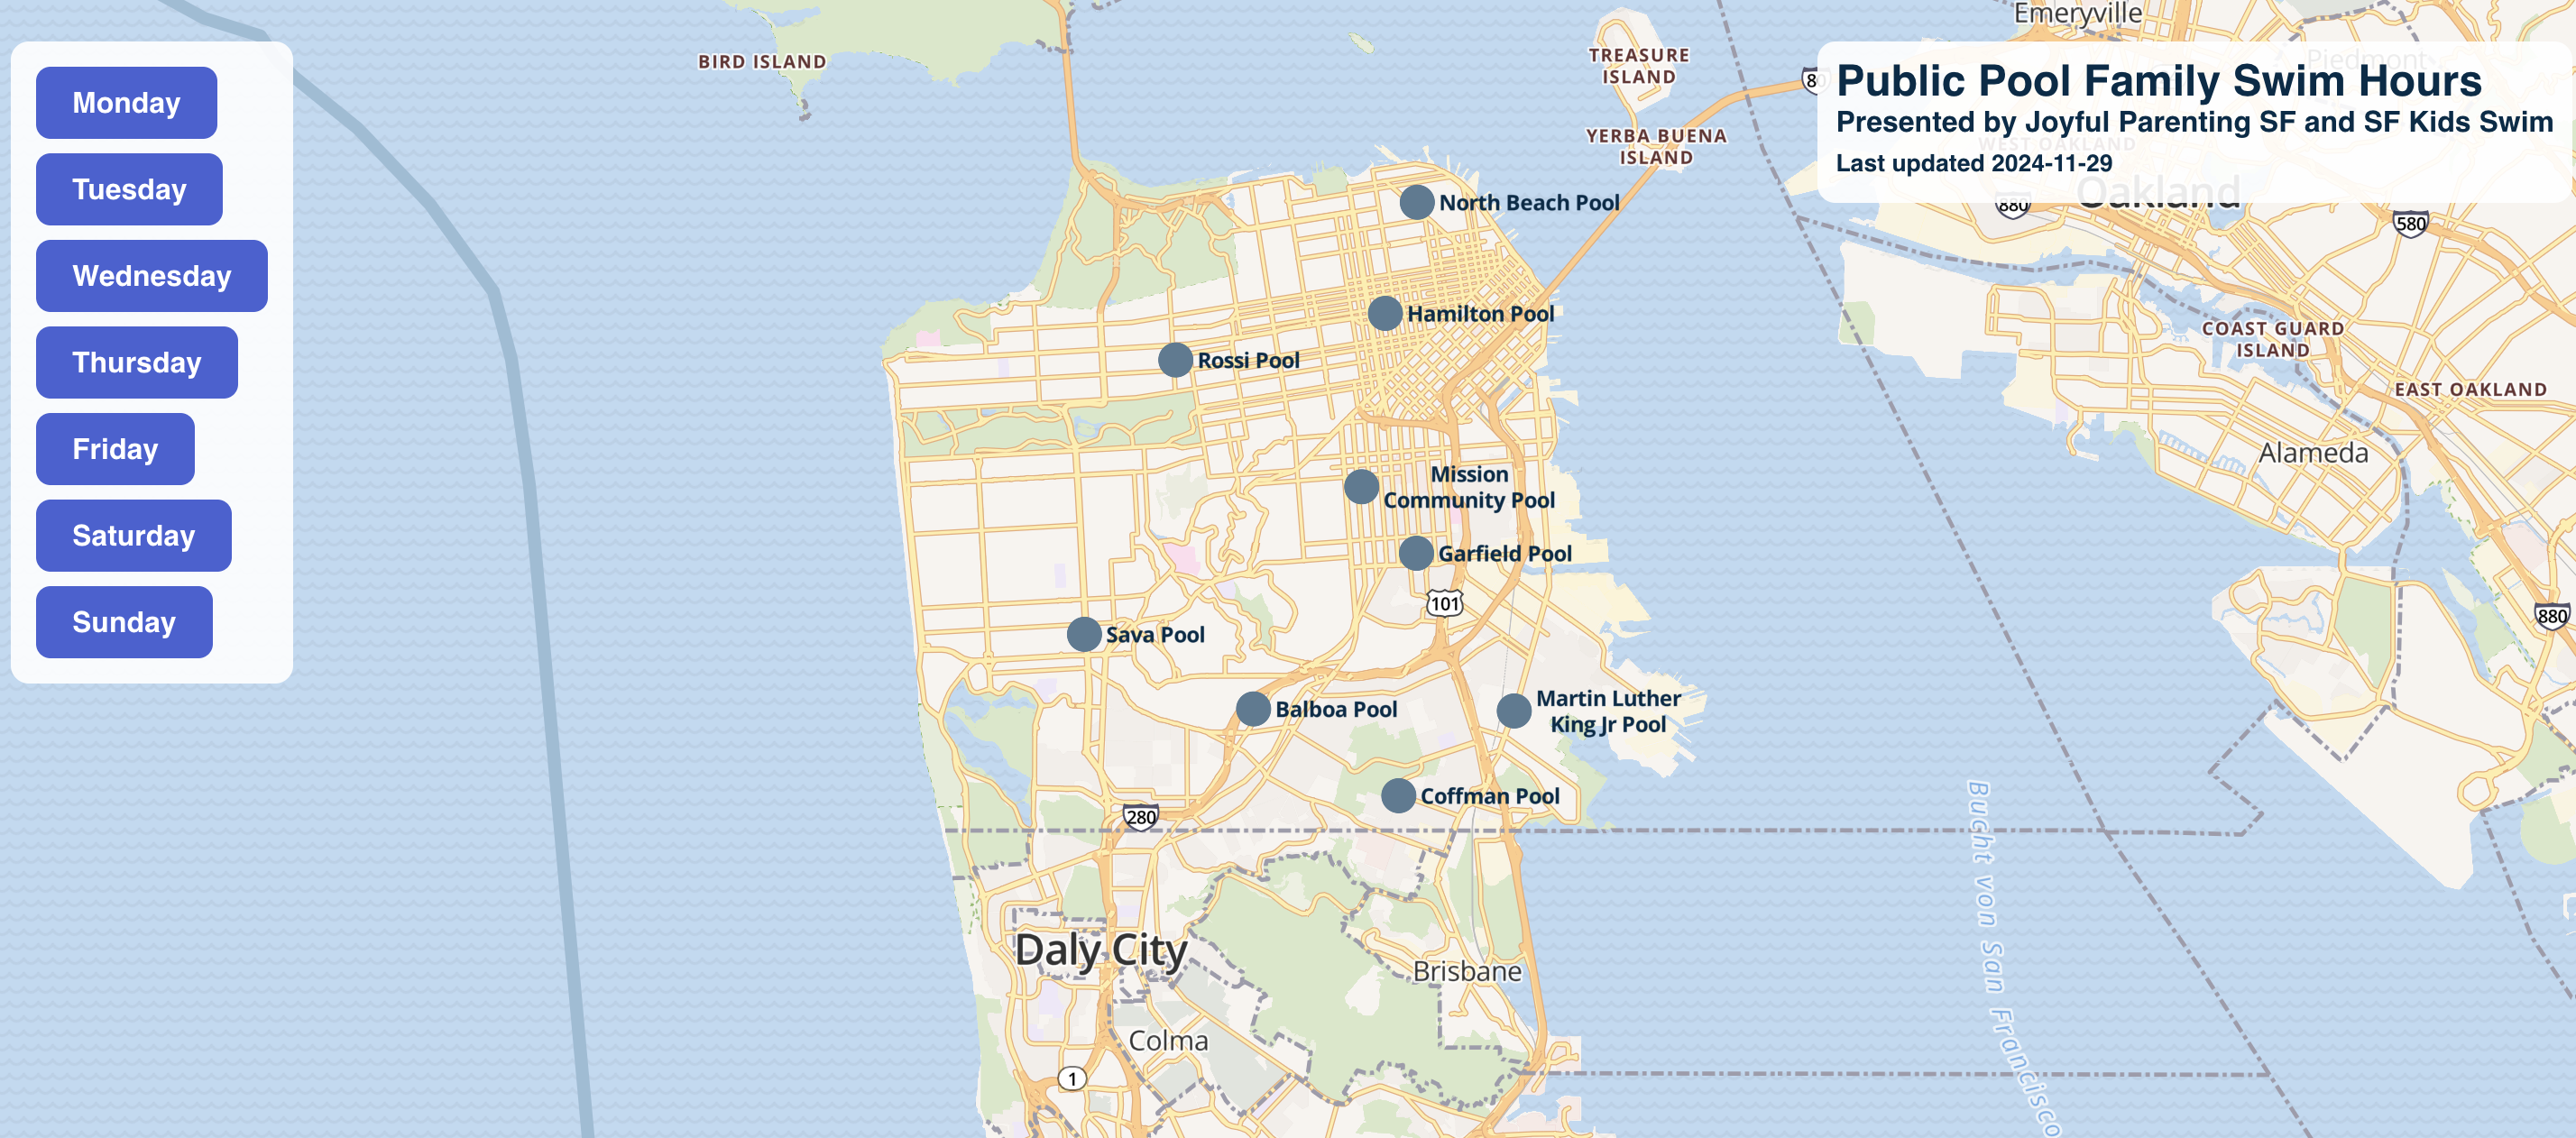 Monday
Tuesday
Wednesday
Thursday
Friday
Saturday
Sunday
Public Pool Family Swim Hours
Presented by Joyful Parenting SF and SF Kids Swim
Last updated 2024-11-29
Emeryville
Piedmont
BIRD ISLAND
TREASURE
ISLAND
80
YERBA BUENA
ISLAND
WEST OAKLAND
Oakland
880
580
North Beach Pool
Hamilton Pool
Rossi Pool
COAST GUARD
ISLAND
EAST OAKLAND
Alameda
Mission
Community Pool
Garfield Pool
101
880
Sava Pool
Balboa Pool
Martin Luther
King Jr Pool
Coffman Pool
280
Daly City
Brisbane
Colma
1
Bucht von San Francisco